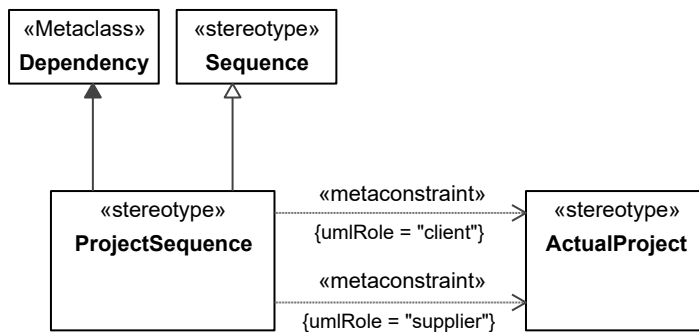 «Metaclass»
Dependency
«stereotype»
Sequence
«stereotype»
ProjectSequence
«metaconstraint»
{umlRole = "client"}
«metaconstraint»
{umlRole = "supplier"}
«stereotype»
ActualProject